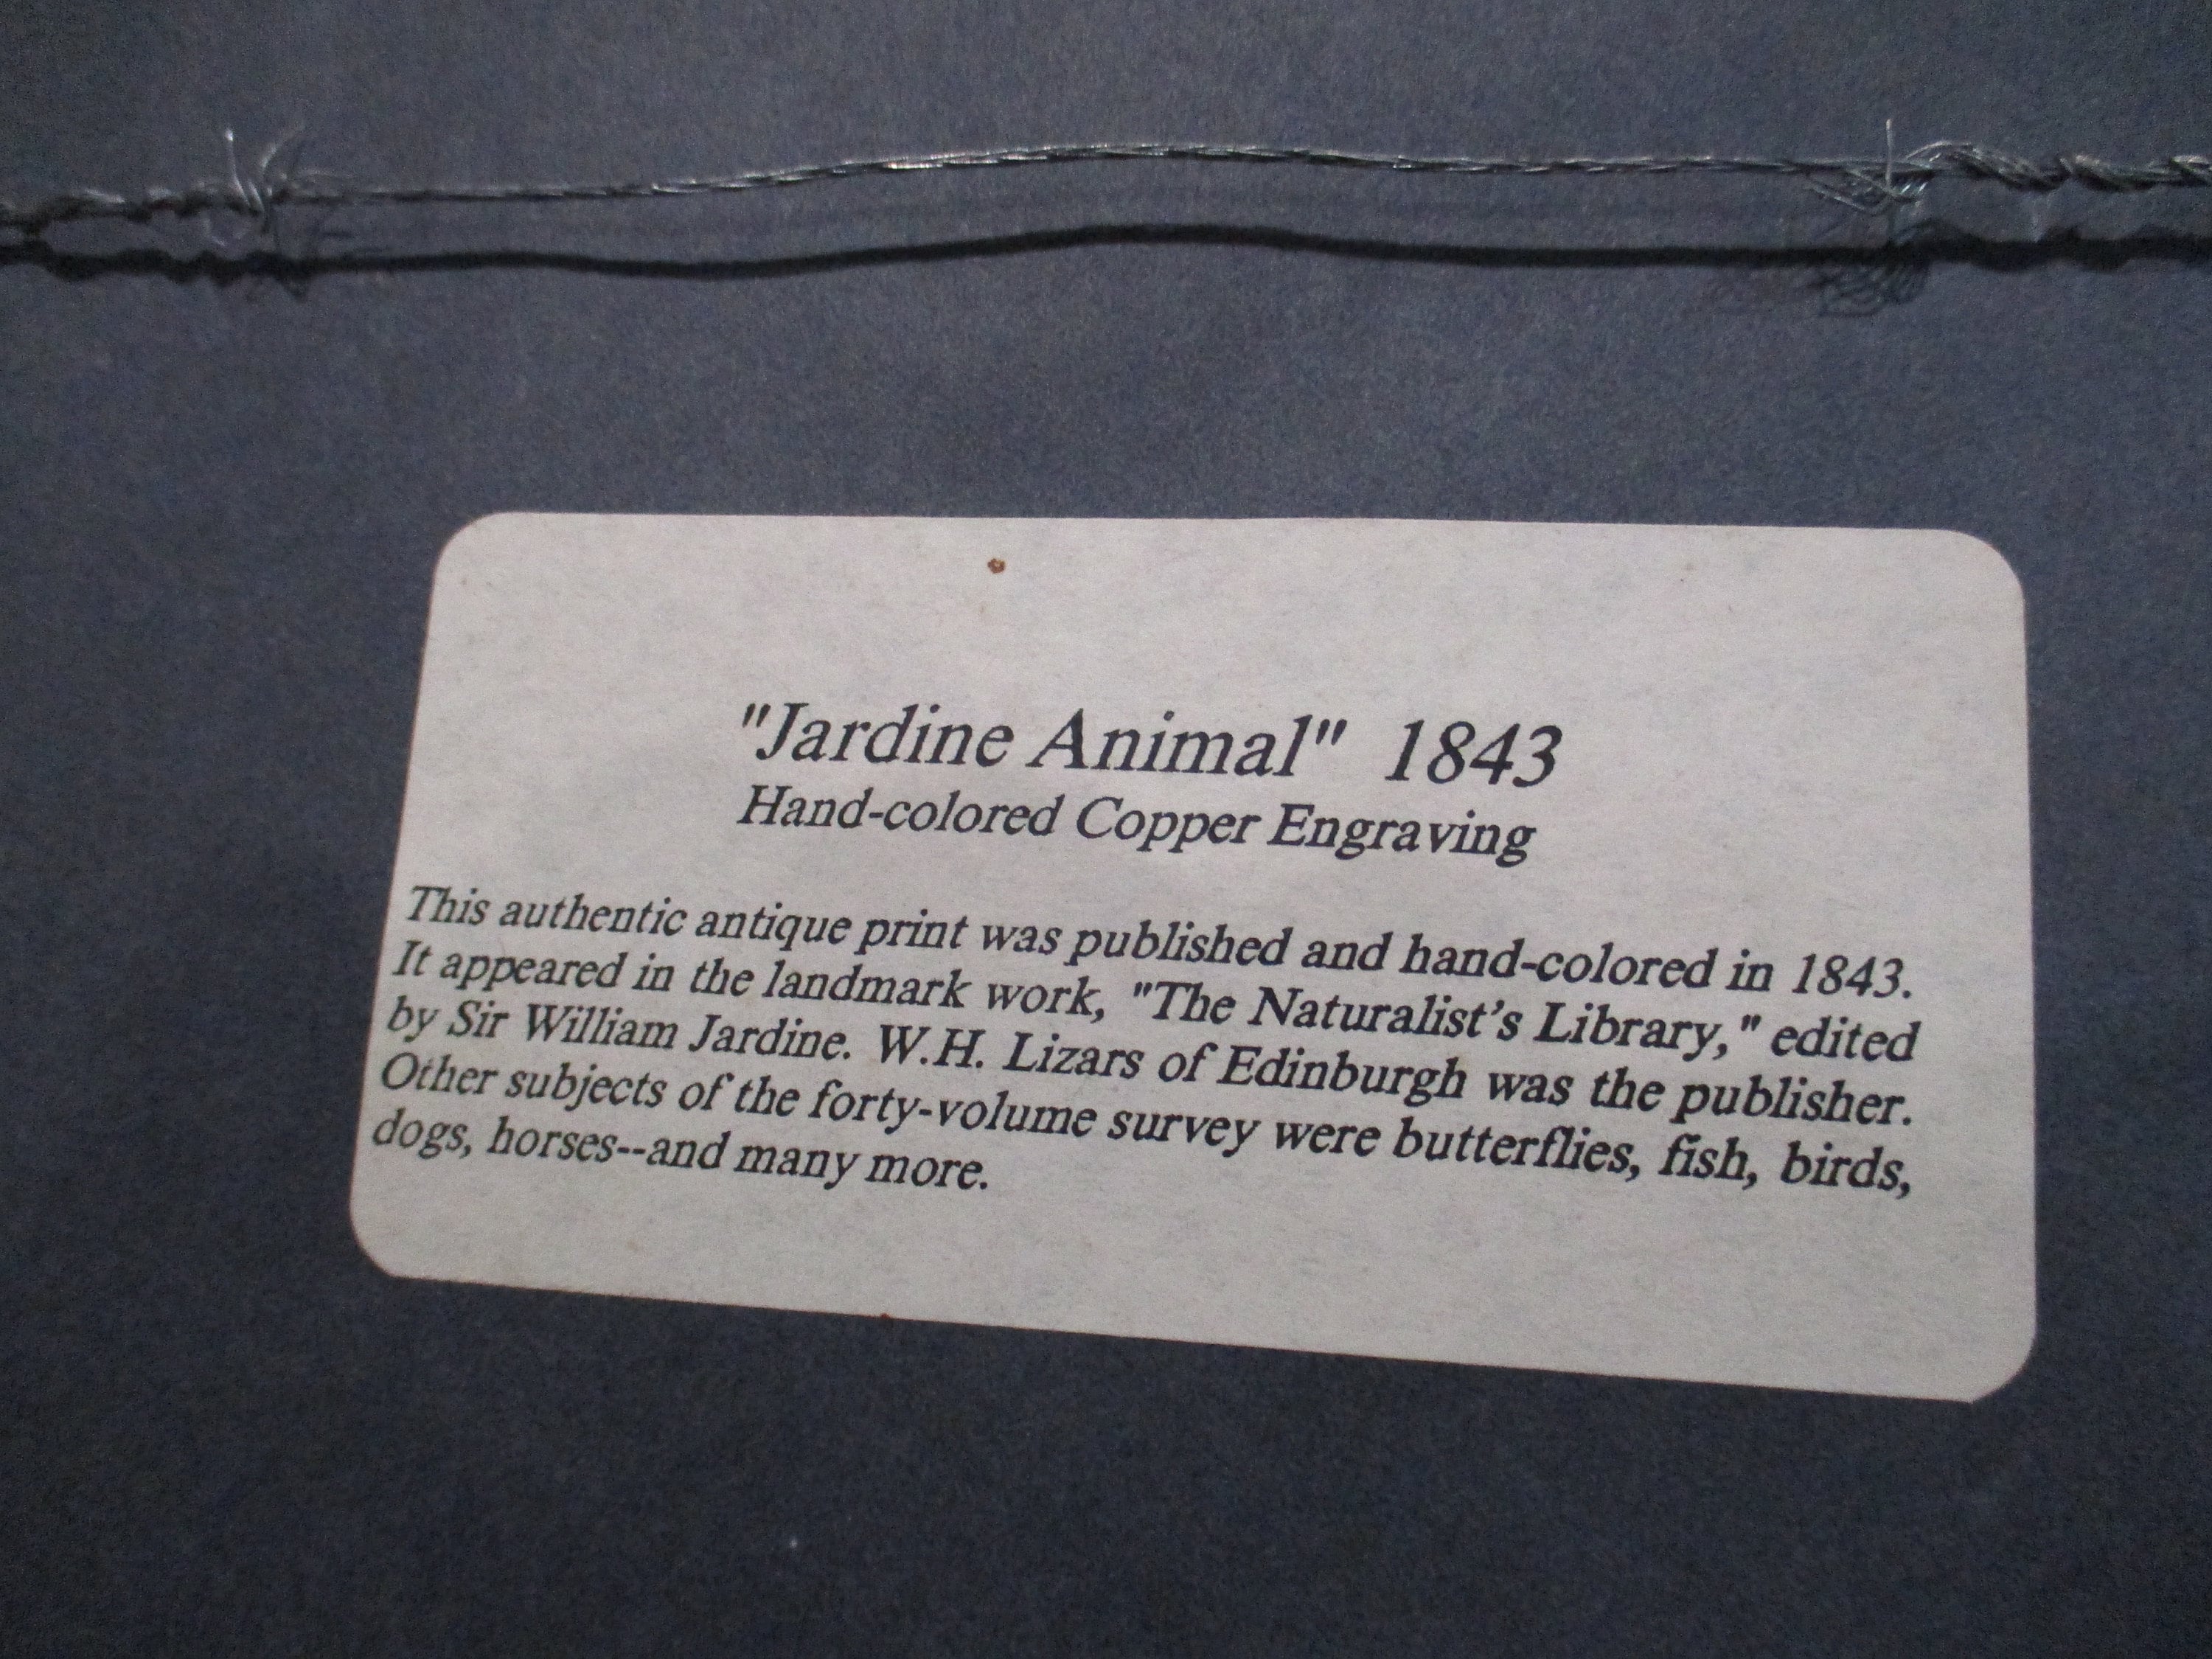 "Jardine Animal" 1843
Hand-colored Copper Engraving
This authentic antique print was published and hand-colored in 1843.
It appeared in the landmark work, "The Naturalist's Library," edited
by Sir William Jardine. W.H. Lizars of Edinburgh was the publisher.
Other subjects of the forty-volume survey were butterflies, fish, birds,
dogs, horses--and many more.